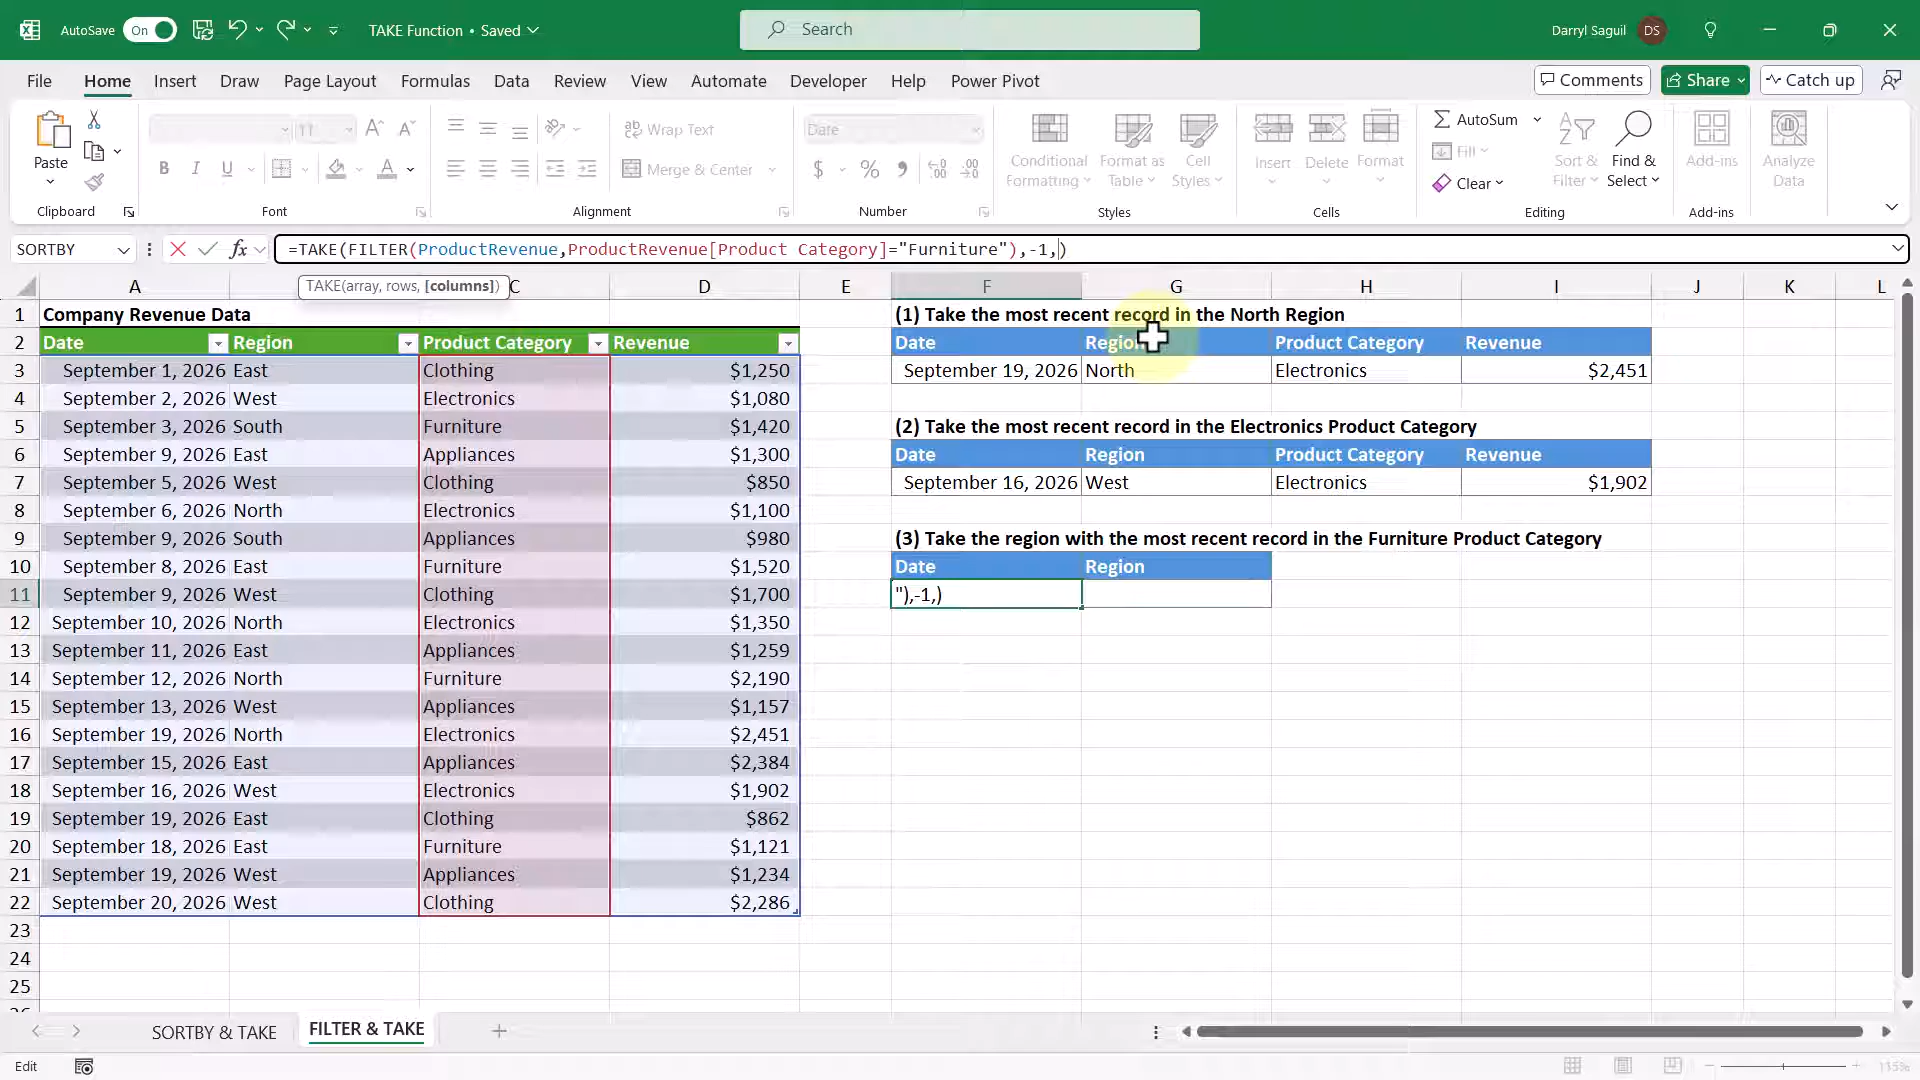 AutoSave On TAKE Function • Saved Search Darryl Saguil DS
File Home Insert Draw Page Layout Formulas Data Review View Automate Developer Help Power Pivot Comments Share Catch up
Paste
Clipboard
11
B I U
Font
Wrap Text
Merge & Center
Alignment
Date
$ % 9
Number
Conditional Formatting
Format as Table
Cell Styles
Styles
Insert Delete Format
Cells
AutoSum
Fill
Clear
Sort & Filter
Find & Select
Editing
Add-ins
Add-ins
Analyze Data
SORTBY fx =TAKE(FILTER(ProductRevenue,ProductRevenue[Product Category]="Furniture"),-1,)
TAKE(array, rows, [columns])
A C D E F G H I J K L
1 Company Revenue Data (1) Take the most recent record in the North Region
2 Date Region Product Category Revenue Date Region Product Category Revenue
3 September 1, 2026 East Clothing $1,250 September 19, 2026 North Electronics $2,451
4 September 2, 2026 West Electronics $1,080
5 September 3, 2026 South Furniture $1,420 (2) Take the most recent record in the Electronics Product Category
6 September 9, 2026 East Appliances $1,300 Date Region Product Category Revenue
7 September 5, 2026 West Clothing $850 September 16, 2026 West Electronics $1,902
8 September 6, 2026 North Electronics $1,100
9 September 9, 2026 South Appliances $980 (3) Take the region with the most recent record in the Furniture Product Category
10 September 8, 2026 East Furniture $1,520 Date Region
11 September 9, 2026 West Clothing $1,700 "),-1,)
12 September 10, 2026 North Electronics $1,350
13 September 11, 2026 East Appliances $1,259
14 September 12, 2026 North Furniture $2,190
15 September 13, 2026 West Appliances $1,157
16 September 19, 2026 North Electronics $2,451
17 September 15, 2026 East Appliances $2,384
18 September 16, 2026 West Electronics $1,902
19 September 19, 2026 East Clothing $862
20 September 18, 2026 East Furniture $1,121
21 September 19, 2026 West Appliances $1,234
22 September 20, 2026 West Clothing $2,286
23
24
25
SORTBY & TAKE FILTER & TAKE
Edit 115%